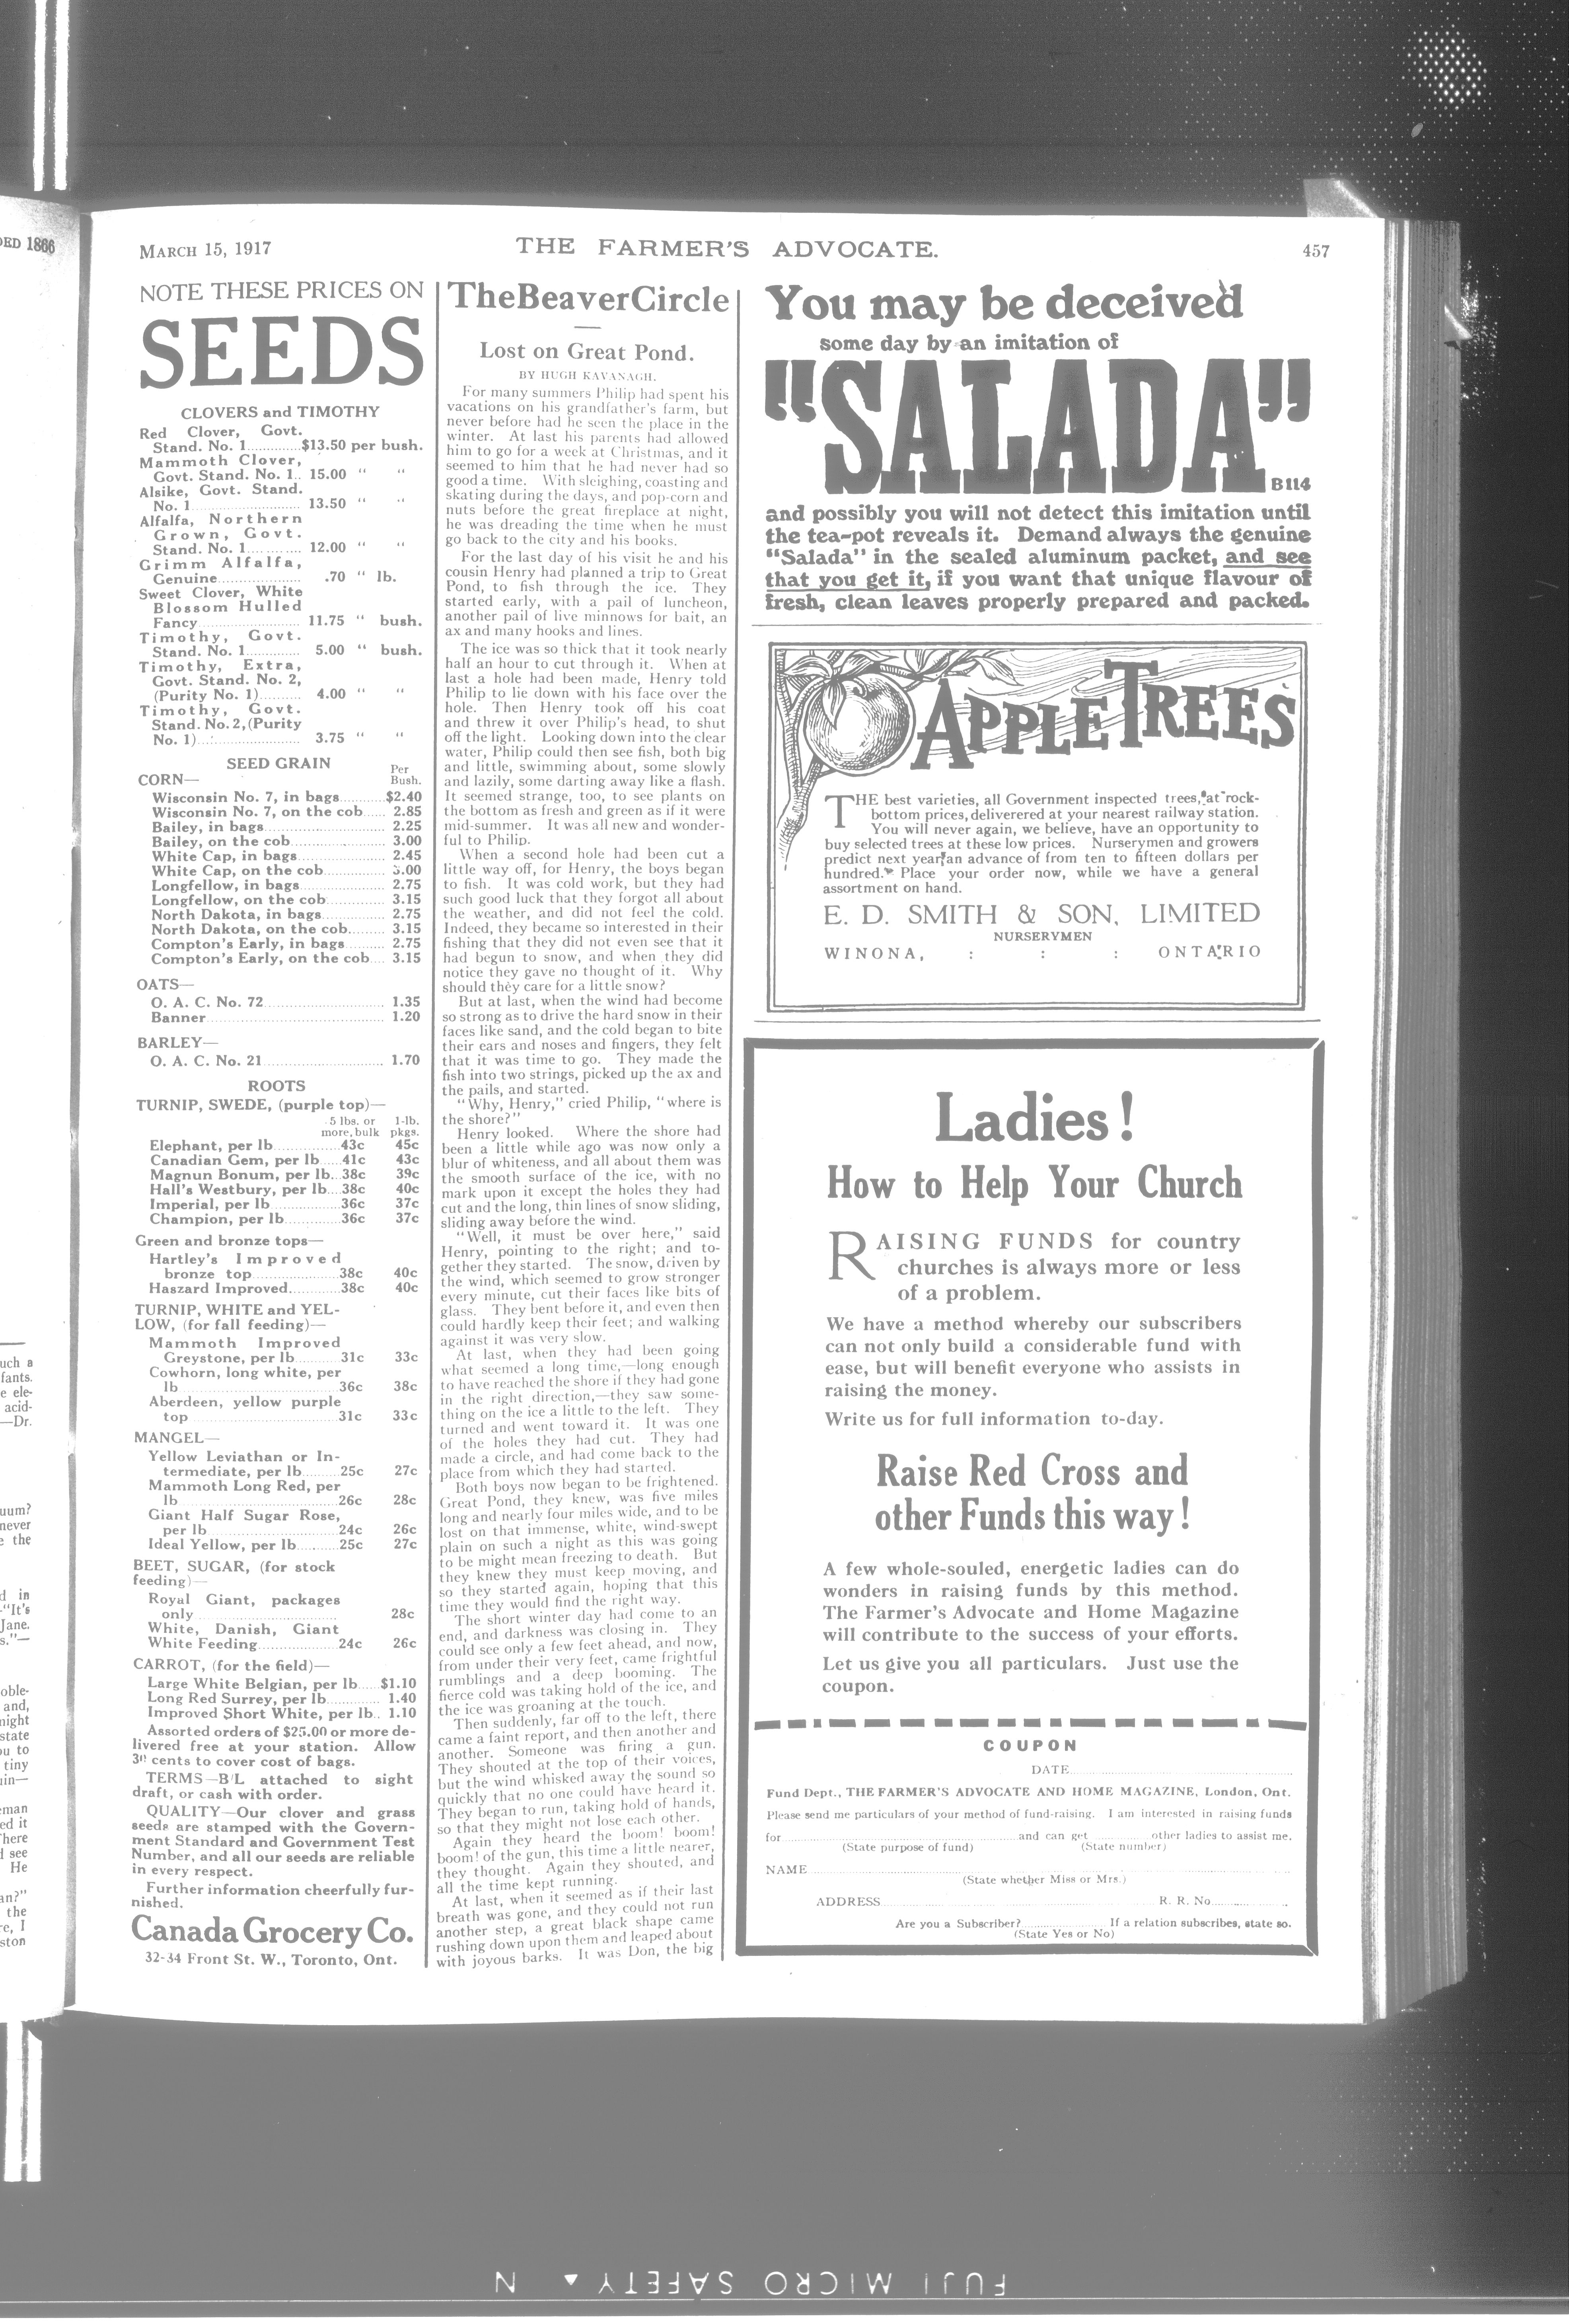 DED 1866
MARCH 15, 1917
THE FARMER'S ADVOCATE.
457
NOTE THESE PRICES ON
SEEDS
CLOVERS and TIMOTHY
Red Clover, Govt.
Stand. No. 1.............$13.50 per bush.
Mammoth Clover,
Govt. Stand. No. 1.. 15.00 " "
Alsike, Govt. Stand.
No. 1.......................... 13.50 " "
Alfalfa, Northern
Grown, Govt.
Stand. No. 1............ 12.00 " "
Grimm Alfalfa,
Genuine.................... .70 " lb.
Sweet Clover, White
Blossom Hulled
Fancy........................ 11.75 " bush.
Timothy, Govt.
Stand. No. 1............. 5.00 " bush.
Timothy, Extra,
Govt. Stand. No. 2,
(Purity No. 1).......... 4.00 " "
Timothy, Govt.
Stand. No. 2, (Purity
No. 1)......................... 3.75 " "
SEED GRAIN
Per
CORN— Bush.
Wisconsin No. 7, in bags...........$2.40
Wisconsin No. 7, on the cob...... 2.85
Bailey, in bags............................. 2.25
Bailey, on the cob....................... 3.00
White Cap, in bags..................... 2.45
White Cap, on the cob............... 3.00
Longfellow, in bags..................... 2.75
Longfellow, on the cob............... 3.15
North Dakota, in bags............... 2.75
North Dakota, on the cob......... 3.15
Compton's Early, in bags.......... 2.75
Compton's Early, on the cob.... 3.15
OATS—
O. A. C. No. 72............................. 1.35
Banner........................................... 1.20
BARLEY—
O. A. C. No. 21............................. 1.70
ROOTS
TURNIP, SWEDE, (purple top)—
5 lbs. or 1-lb.
more, bulk pkgs.
Elephant, per lb................43c 45c
Canadian Gem, per lb.....41c 43c
Magnun Bonum, per lb..38c 39c
Hall's Westbury, per lb...38c 40c
Imperial, per lb.................36c 37c
Champion, per lb.............36c 37c
Green and bronze tops—
Hartley's Improved
bronze top.....................38c 40c
Haszard Improved............38c 40c
TURNIP, WHITE and YEL-
LOW, (for fall feeding)—
Mammoth Improved
Greystone, per lb...........31c 33c
Cowhorn, long white, per
lb....................................36c 38c
Aberdeen, yellow purple
top..................................31c 33c
MANGEL—
Yellow Leviathan or In-
termediate, per lb.........25c 27c
Mammoth Long Red, per
lb.....................................26c 28c
Giant Half Sugar Rose,
per lb..............................24c 26c
Ideal Yellow, per lb..........25c 27c
BEET, SUGAR, (for stock
feeding)—
Royal Giant, packages
only ................................ 28c
White, Danish, Giant
White Feeding..................24c 26c
CARROT, (for the field)—
Large White Belgian, per lb.....$1.10
Long Red Surrey, per lb............. 1.40
Improved Short White, per lb.. 1.10
Assorted orders of $25.00 or more de-
livered free at your station. Allow
30 cents to cover cost of bags.
TERMS—B/L attached to sight
draft, or cash with order.
QUALITY—Our clover and grass
seeds are stamped with the Govern-
ment Standard and Government Test
Number, and all our seeds are reliable
in every respect.
Further information cheerfully fur-
nished.
Canada Grocery Co.
32-34 Front St. W., Toronto, Ont.
The Beaver Circle
Lost on Great Pond.
BY HUGH KAVANAGH.
For many summers Philip had spent his
vacations on his grandfather's farm, but
never before had he seen the place in the
winter. At last his parents had allowed
him to go for a week at Christmas, and it
seemed to him that he had never had so
good a time. With sleighing, coasting and
skating during the days, and pop-corn and
nuts before the great fireplace at night,
he was dreading the time when he must
go back to the city and his books.
For the last day of his visit he and his
cousin Henry had planned a trip to Great
Pond, to fish through the ice. They
started early, with a pail of luncheon,
another pail of live minnows for bait, an
ax and many hooks and lines.
The ice was so thick that it took nearly
half an hour to cut through it. When at
last a hole had been made, Henry told
Philip to lie down with his face over the
hole. Then Henry took off his coat
and threw it over Philip's head, to shut
off the light. Looking down into the clear
water, Philip could then see fish, both big
and little, swimming about, some slowly
and lazily, some darting away like a flash.
It seemed strange, too, to see plants on
the bottom as fresh and green as if it were
mid-summer. It was all new and wonder-
ful to Philip.
When a second hole had been cut a
little way off, for Henry, the boys began
to fish. It was cold work, but they had
such good luck that they forgot all about
the weather, and did not feel the cold.
Indeed, they became so interested in their
fishing that they did not even see that it
had begun to snow, and when they did
notice they gave no thought of it. Why
should they care for a little snow?
But at last, when the wind had become
so strong as to drive the hard snow in their
faces like sand, and the cold began to bite
their ears and noses and fingers, they felt
that it was time to go. They made the
fish into two strings, picked up the ax and
the pails, and started.
"Why, Henry," cried Philip, "where is
the shore?"
Henry looked. Where the shore had
been a little while ago was now only a
blur of whiteness, and all about them was
the smooth surface of the ice, with no
mark upon it except the holes they had
cut and the long, thin lines of snow sliding,
sliding away before the wind.
"Well, it must be over here," said
Henry, pointing to the right; and to-
gether they started. The snow, driven by
the wind, which seemed to grow stronger
every minute, cut their faces like bits of
glass. They bent before it, and even then
could hardly keep their feet; and walking
against it was very slow.
At last, when they had been going
what seemed a long time,—long enough
to have reached the shore if they had gone
in the right direction,—they saw some-
thing on the ice a little to the left. They
turned and went toward it. It was one
of the holes they had cut. They had
made a circle, and had come back to the
place from which they had started.
Both boys now began to be frightened.
Great Pond, they knew, was five miles
long and nearly four miles wide, and to be
lost on that immense, white, wind-swept
plain on such a night as this was going
to be might mean freezing to death. But
they knew they must keep moving, and
so they started again, hoping that this
time they would find the right way.
The short winter day had come to an
end, and darkness was closing in. They
could see only a few feet ahead, and now,
from under their very feet, came frightful
rumblings and a deep booming. The
fierce cold was taking hold of the ice, and
the ice was groaning at the touch.
Then suddenly, far off to the left, there
came a faint report, and then another and
another. Someone was firing a gun.
They shouted at the top of their voices,
but the wind whisked away the sound so
quickly that no one could have heard it.
They began to run, taking hold of hands,
so that they might not lose each other.
Again they heard the boom! boom!
boom! of the gun, this time a little nearer,
they thought. Again they shouted, and
all the time kept running.
At last, when it seemed as if their last
breath was gone, and they could not run
another step, a great black shape came
rushing down upon them and leaped about
with joyous barks. It was Don, the big
You may be deceived
some day by an imitation of
"SALADA"
B114
and possibly you will not detect this imitation until
the tea-pot reveals it. Demand always the genuine
"Salada" in the sealed aluminum packet, and see
that you get it, if you want that unique flavour of
fresh, clean leaves properly prepared and packed.
APPLE TREES
THE best varieties, all Government inspected trees, at rock-
bottom prices, deliverered at your nearest railway station.
You will never again, we believe, have an opportunity to
buy selected trees at these low prices. Nurserymen and growers
predict next year an advance of from ten to fifteen dollars per
hundred. Place your order now, while we have a general
assortment on hand.
E. D. SMITH & SON, LIMITED
NURSERYMEN
WINONA, : : : ONTARIO
Ladies!
How to Help Your Church
RAISING FUNDS for country
churches is always more or less
of a problem.
We have a method whereby our subscribers
can not only build a considerable fund with
ease, but will benefit everyone who assists in
raising the money.
Write us for full information to-day.
Raise Red Cross and
other Funds this way!
A few whole-souled, energetic ladies can do
wonders in raising funds by this method.
The Farmer's Advocate and Home Magazine
will contribute to the success of your efforts.
Let us give you all particulars. Just use the
coupon.
COUPON
DATE
Fund Dept., THE FARMER'S ADVOCATE AND HOME MAGAZINE, London, Ont.
Please send me particulars of your method of fund-raising. I am interested in raising funds
for..........and can get..........other ladies to assist me.
(State purpose of fund) (State number)
NAME
(State whether Miss or Mrs.)
ADDRESS.......... R. R. No..........
Are you a Subscriber?.......... If a relation subscribes, state so.
(State Yes or No)
FUJI MICRO SAFETY N